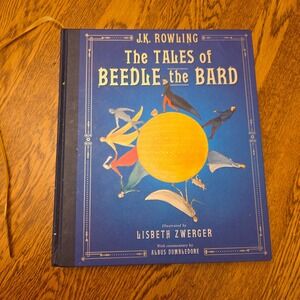 J.K. ROWLING
The TALES of
BEEDLE the BARD
Illustrated by
LISBETH ZWERGER
With commentary by
ALBUS DUMBLEDORE